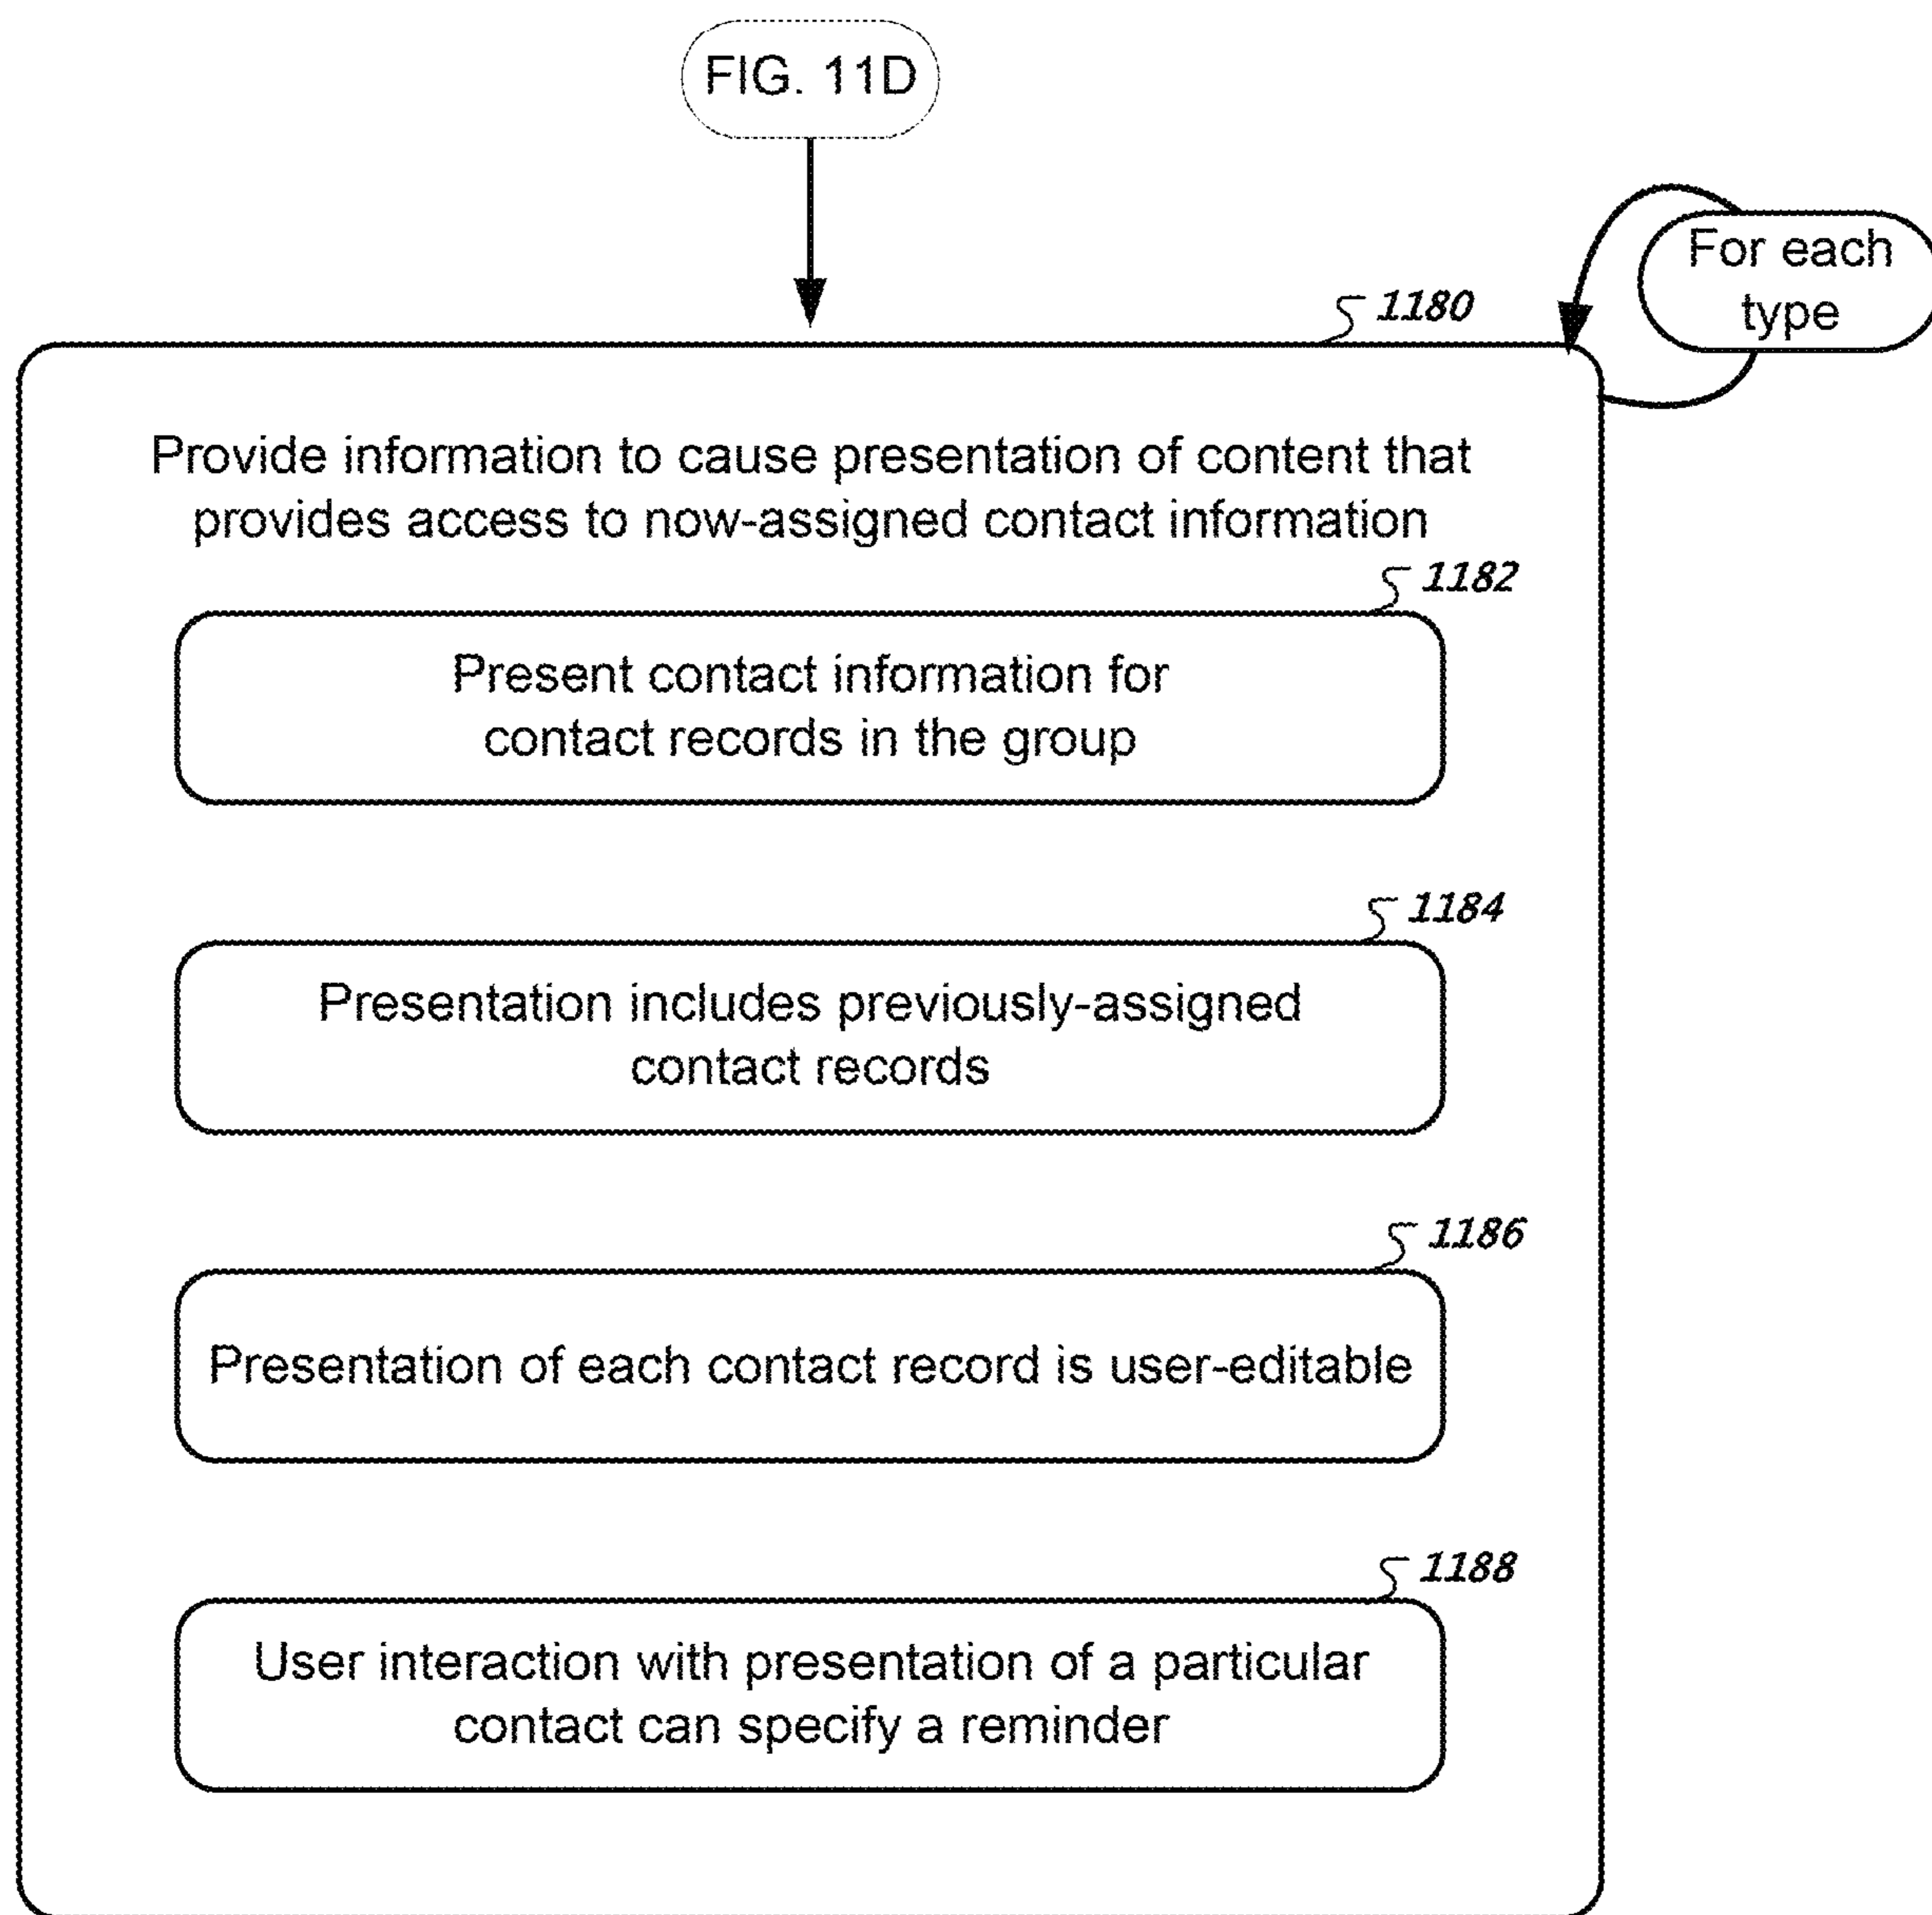 FIG. 11D
For each
type
1180
Provide information to cause presentation of content that
provides access to now-assigned contact information
1182
Present contact information for
contact records in the group
1184
Presentation includes previously-assigned
contact records
1186
Presentation of each contact record is user-editable
1188
User interaction with presentation of a particular
contact can specify a reminder